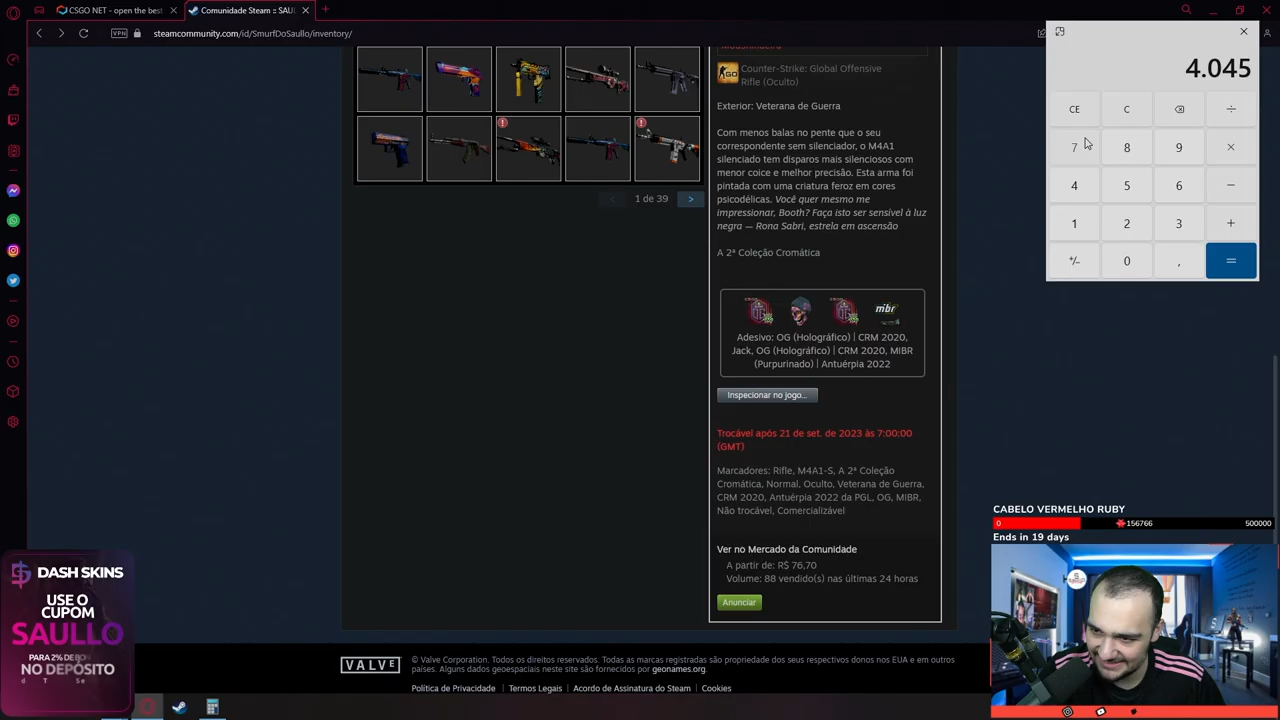 CSGO NET - open the best
Comunidade Steam :: SAUL
VPN
steamcommunity.com/id/SmurfDoSaullo/inventory/
Counter-Strike: Global Offensive
Rifle (Oculto)
Exterior: Veterana de Guerra
Com menos balas no pente que o seu
correspondente sem silenciador, o M4A1
silenciado tem disparos mais silenciosos com
menor coice e melhor precisão. Esta arma foi
pintada com uma criatura feroz em cores
psicodélicas. Você quer mesmo me
impressionar, Booth? Faça isto ser sensível à luz
negra — Rona Sabri, estrela em ascensão
A 2ª Coleção Cromática
mibr
Adesivo: OG (Holográfico) | CRM 2020,
Jack, OG (Holográfico) | CRM 2020, MIBR
(Purpurinado) | Antuérpia 2022
Inspecionar no jogo...
Trocável após 21 de set. de 2023 às 7:00:00
(GMT)
Marcadores: Rifle, M4A1-S, A 2ª Coleção
Cromática, Normal, Oculto, Veterana de Guerra,
CRM 2020, Antuérpia 2022 da PGL, OG, MIBR,
Não trocável, Comercializável
Ver no Mercado da Comunidade
A partir de: R$ 76,70
Volume: 88 vendido(s) nas últimas 24 horas
Anunciar
1 de 39 >
4.045
CE C ÷
7 8 9 ×
4 5 6 −
1 2 3 +
+/− 0 , =
CABELO VERMELHO RUBY
0 156766 500000
Ends in 19 days
DASH SKINS
USE O
CUPOM
SAULLO
NO DEPÓSITO
VALVE
© Valve Corporation. Todos os direitos reservados. Todas as marcas registradas são propriedade dos seus respectivos donos nos EUA e em outros
países. Alguns dados geoespaciais neste site são fornecidos por geonames.org.
Política de Privacidade | Termos Legais | Acordo de Assinatura do Steam | Cookies